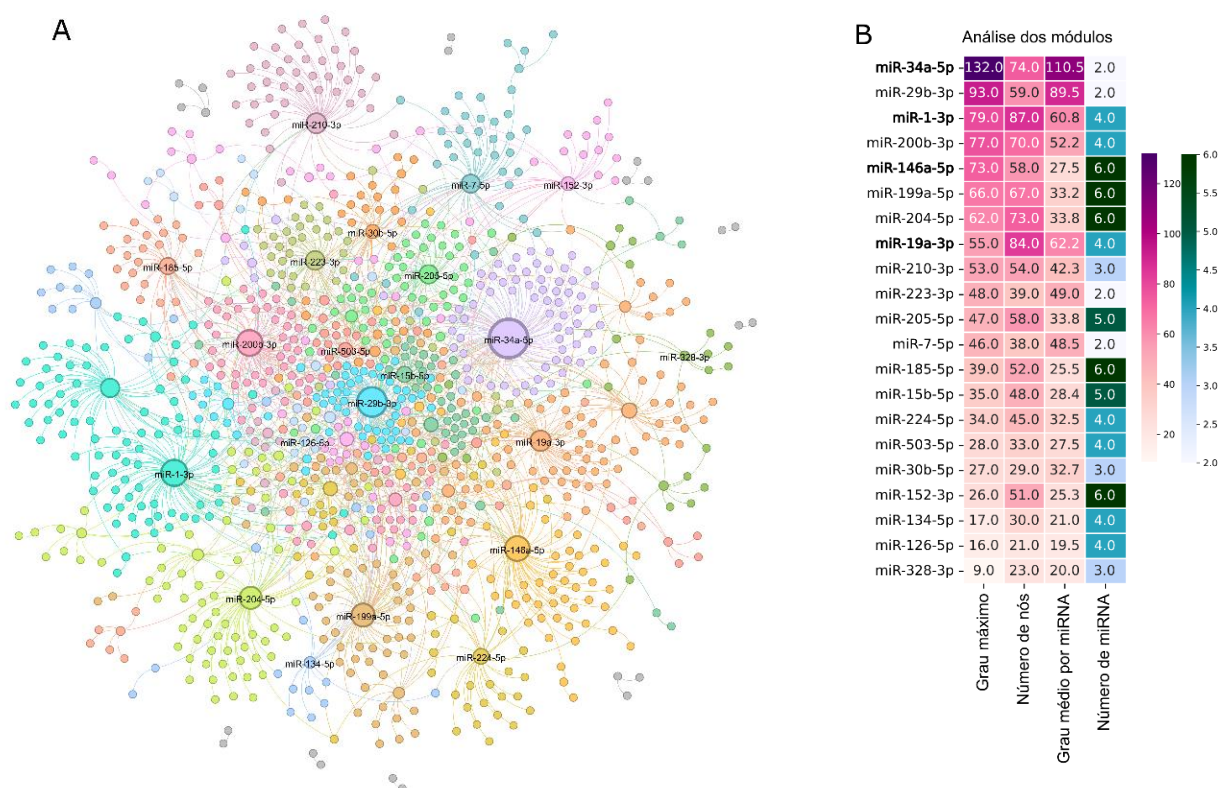 A
miR-210-3p
miR-7-5p
miR-152-3p
miR-30b-5p
miR-223-3p
miR-185-5p
miR-205-5p
miR-34a-5p
miR-200b-3p
miR-503-5p
miR-328-3p
miR-15b-5p
miR-29b-3p
miR-126-5p
miR-19a-3p
miR-1-3p
miR-146a-5p
miR-204-5p
miR-199a-5p
miR-134-5p
miR-224-5p
B
Análise dos módulos
miR-34a-5p 132.0 74.0 110.5 2.0
miR-29b-3p 93.0 59.0 89.5 2.0
miR-1-3p 79.0 87.0 60.8 4.0
miR-200b-3p 77.0 70.0 52.2 4.0
miR-146a-5p 73.0 58.0 27.5 6.0
miR-199a-5p 66.0 67.0 33.2 6.0
miR-204-5p 62.0 73.0 33.8 6.0
miR-19a-3p 55.0 84.0 62.2 4.0
miR-210-3p 53.0 54.0 42.3 3.0
miR-223-3p 48.0 39.0 49.0 2.0
miR-205-5p 47.0 58.0 33.8 5.0
miR-7-5p 46.0 38.0 48.5 2.0
miR-185-5p 39.0 52.0 25.5 6.0
miR-15b-5p 35.0 48.0 28.4 5.0
miR-224-5p 34.0 45.0 32.5 4.0
miR-503-5p 28.0 33.0 27.5 4.0
miR-30b-5p 27.0 29.0 32.7 3.0
miR-152-3p 26.0 51.0 25.3 6.0
miR-134-5p 17.0 30.0 21.0 4.0
miR-126-5p 16.0 21.0 19.5 4.0
miR-328-3p 9.0 23.0 20.0 3.0
Grau máximo
Número de nós
Grau médio por miRNA
Número de miRNA
120
100
80
60
40
20
6.0
5.5
5.0
4.5
4.0
3.5
3.0
2.5
2.0